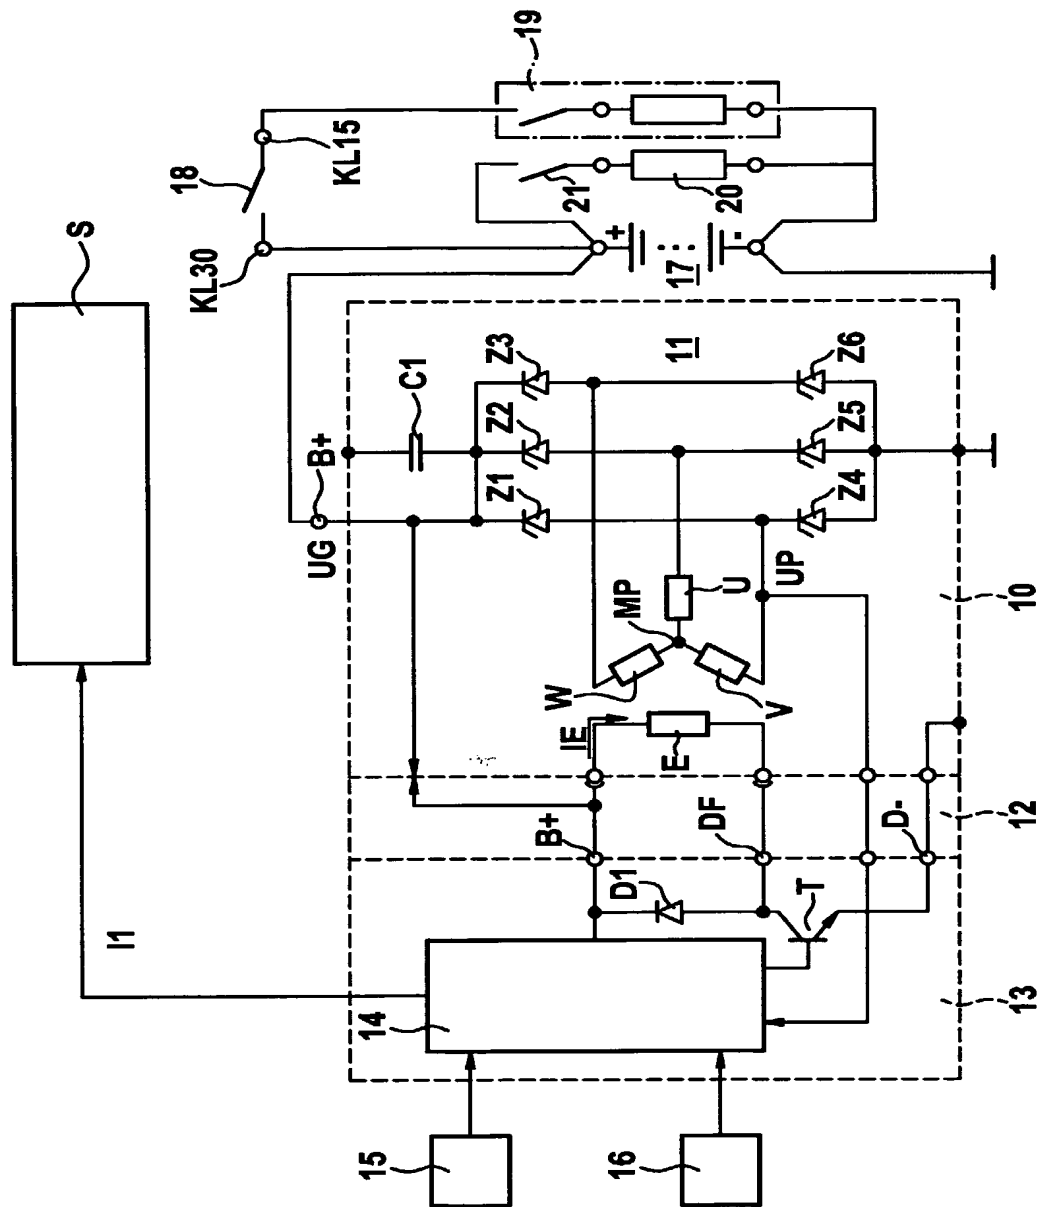 S
I1
15
16
14
13
12
10
11
D1
T
B+
DF
D-
IE
E
W
V
U
MP
UP
UG
B+
C1
Z1
Z2
Z3
Z4
Z5
Z6
KL30
18
KL15
19
17
+
-
21
20